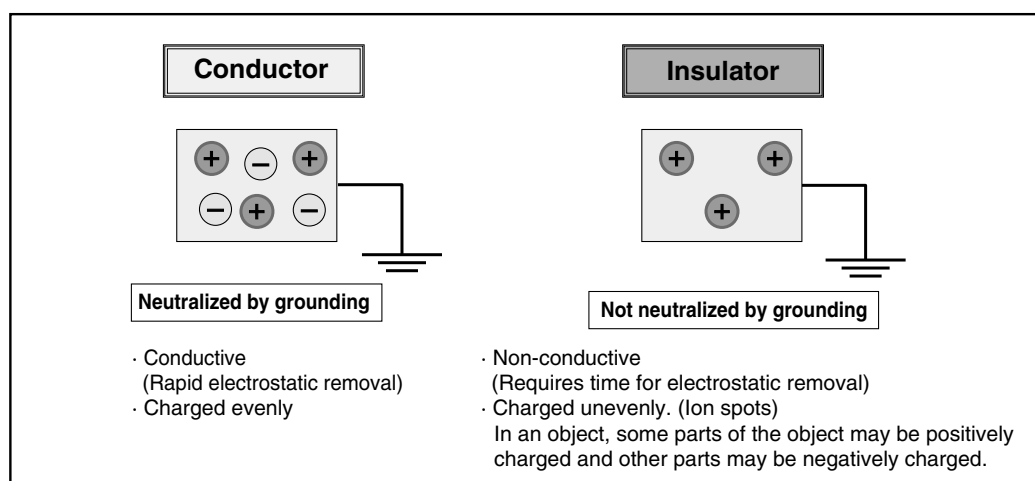 Conductor
+ − +
− + −
Neutralized by grounding
· Conductive
(Rapid electrostatic removal)
· Charged evenly
Insulator
+ +
+
Not neutralized by grounding
· Non-conductive
(Requires time for electrostatic removal)
· Charged unevenly. (Ion spots)
In an object, some parts of the object may be positively
charged and other parts may be negatively charged.